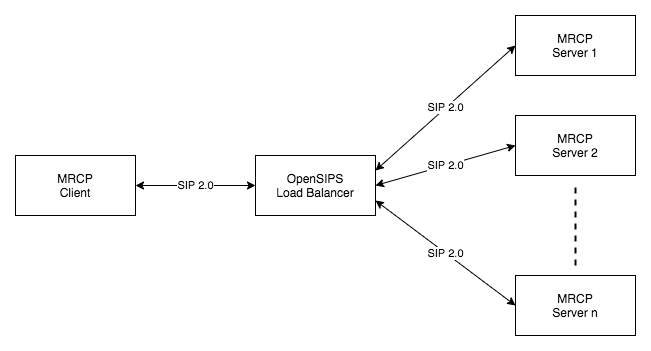 MRCP
Server 1
SIP 2.0
MRCP
Server 2
SIP 2.0
MRCP
Client
SIP 2.0
OpenSIPS
Load Balancer
SIP 2.0
MRCP
Server n